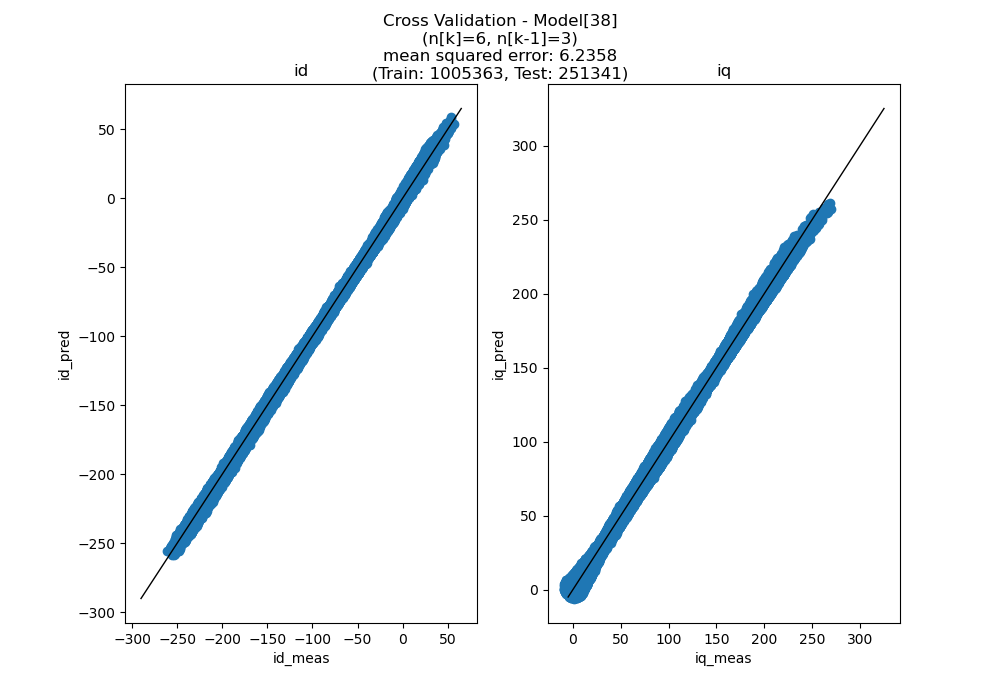 Cross Validation - Model[38]
(n[k]=6, n[k-1]=3)
mean squared error: 6.2358
(Train: 1005363, Test: 251341)
id
50
0
−50
−100
−150
−200
−250
−300
id_pred
−300 −250 −200 −150 −100 −50 0 50
id_meas
iq
300
250
200
150
100
50
0
iq_pred
0 50 100 150 200 250 300
iq_meas